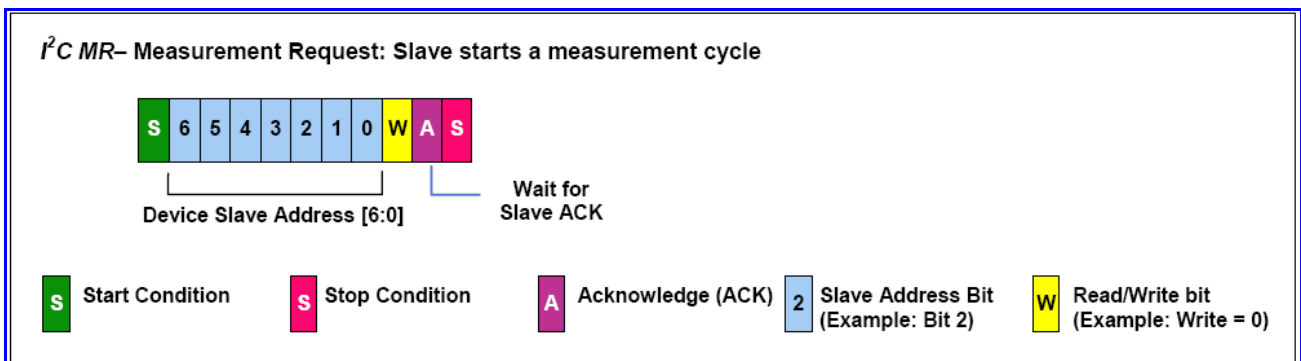 I²C MR– Measurement Request: Slave starts a measurement cycle
S 6 5 4 3 2 1 0 W A S
Device Slave Address [6:0]
Wait for
Slave ACK
S Start Condition
S Stop Condition
A Acknowledge (ACK)
2 Slave Address Bit
(Example: Bit 2)
W Read/Write bit
(Example: Write = 0)